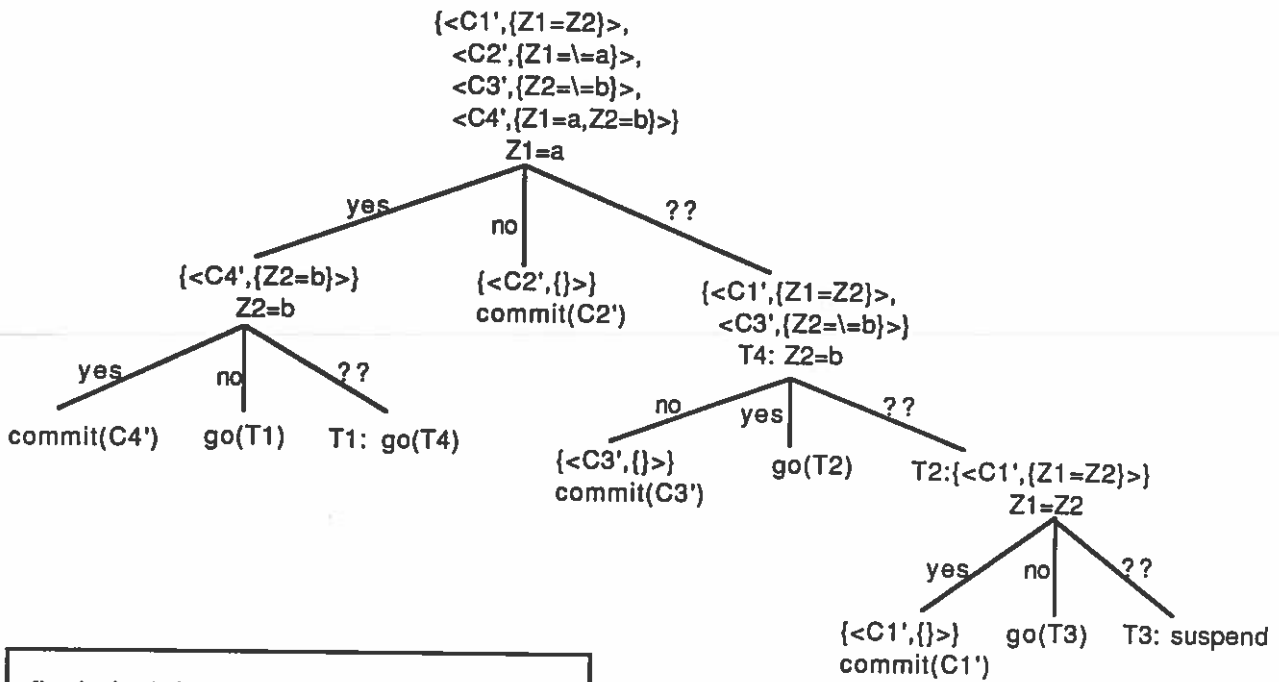 {<C1',{Z1=Z2}>,
<C2',{Z1=\=a}>,
<C3',{Z2=\=b}>,
<C4',{Z1=a,Z2=b}>}
Z1=a
yes
no
??
{<C4',{Z2=b}>}
Z2=b
{<C2',{}>}
commit(C2')
{<C1',{Z1=Z2}>,
<C3',{Z2=\=b}>}
T4: Z2=b
yes
no
??
commit(C4')
go(T1)
T1: go(T4)
no
yes
??
{<C3',{}>}
commit(C3')
go(T2)
T2:{<C1',{Z1=Z2}>}
Z1=Z2
yes
no
??
{<C1',{}>}
commit(C1')
go(T3)
T3: suspend